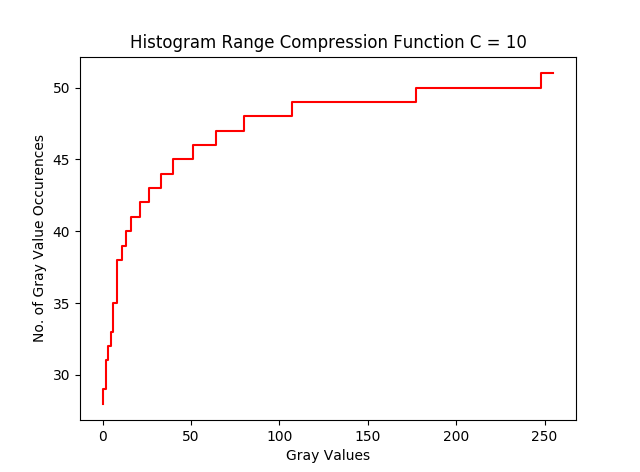 Histogram Range Compression Function C = 10
No. of Gray Value Occurences
50
45
40
35
30
0 50 100 150 200 250
Gray Values